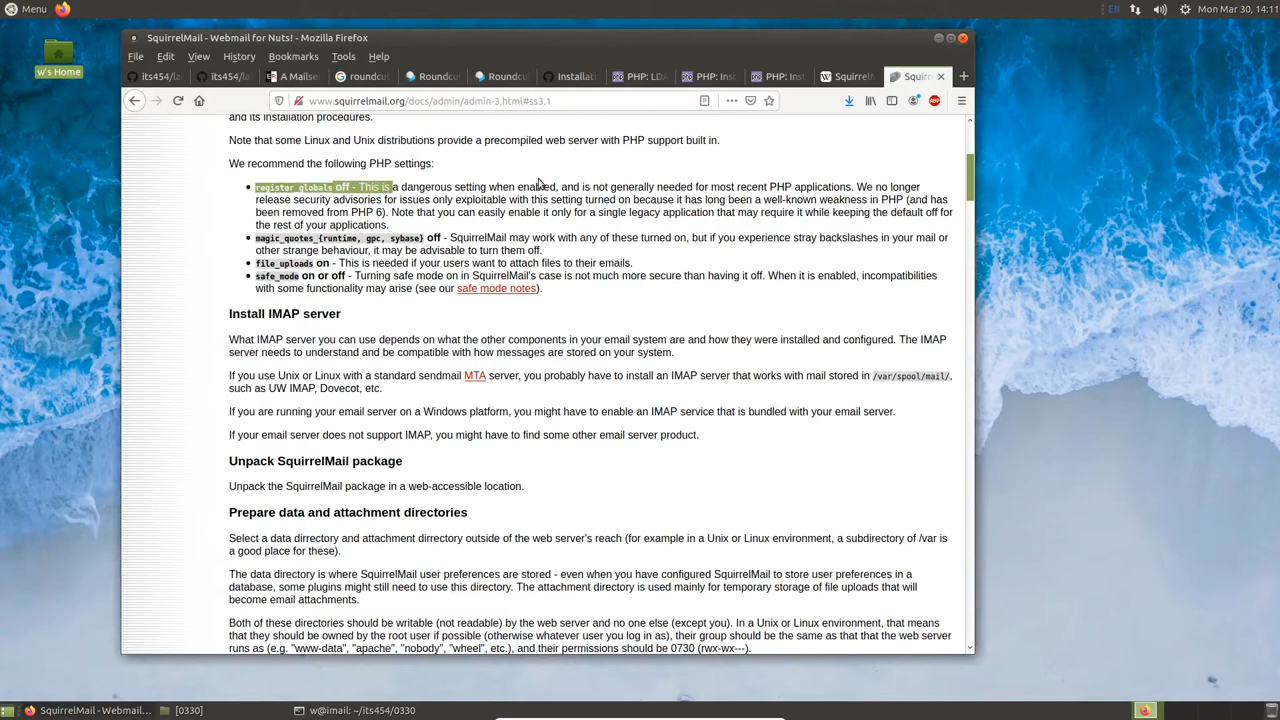 Menu
EN
Mon Mar 30, 14:11
w's Home
SquirrelMail - Webmail for Nuts! - Mozilla Firefox
File Edit View History Bookmarks Tools Help
its454/la
its454/la
A Mailser
roundcu
Roundcu
Roundcu
Installa
PHP: LDA
PHP: Inst
PHP: Inst
SquirrelM
Squirr
www.squirrelmail.org/docs/admin/admin-3.html#ss3.1
ABP
and its installation procedures.
Note that some Linux and Unix distributions provide a precompiled web server with PHP support built in.
We recommend the following PHP settings:
• register_globals off - This is a dangerous setting when enabled, and is not generally needed for most recent PHP applications. We no longer
release security advisories for issues only exploitable with this setting turned on because it has long been a well-known weakness in PHP (and has
been removed from PHP 6). Note that you can easily enable it only for a single legacy application that may require it while keeping the default off for
the rest of your applications.
• magic_quotes_{runtime, gpc, sybase} off - SquirrelMail may work with any of these turned on, but if you experience stray backslashes in your mail or
other strange behaviour, it may be advisable to turn them off.
• file_uploads on - This is needed if your users want to attach files to their emails.
• safe_mode on or off - Turning safe mode on in SquirrelMail's case is not much more secure than having it off. When it is enabled, incompatibilities
with some functionality may arise (see our safe mode notes).
Install IMAP server
What IMAP server you can use depends on what the other components in your email system are and how they were installed and configured. The IMAP
server needs to understand and be compatible with how messages are stored on your system.
If you use Unix or Linux with a standard sendmail MTA server, you probably have to install an IMAP server that works with mail stored in /var/spool/mail/,
such as UW IMAP, Dovecot, etc.
If you are running your email server on a Windows platform, you might have to enable an IMAP service that is bundled with your email server.
If your email server does not support IMAP, you might have to find some other email server product.
Unpack SquirrelMail package
Unpack the SquirrelMail package in a web-accessible location.
Prepare data and attachment directories
Select a data dirrectory and attachment directory outside of the web server's reach (for example in a Unix or Linux environment, a subdirectory of /var is
a good place for these).
The data directory is where SquirrelMail user preferences are stored - even when you have configured SquirrelMail to store user preferences in a
database, some plugins might still need to use this directory. The attachment directory is used mainly for temporary storage of file uploads that will
become email attachments.
Both of these directories should be writable (not readable) by the web server and no one else (except you). In a Unix or Linux environment, that means
that they should be owned by the root user if possible (otherwise whatever user you log in as), their group should be the same as that that the web server
runs as (e.g. "www-data", "apache", "nobody", "wheel", etc.), and their permissions should be 0730 (rwx-wx---).
SquirrelMail - Webmail...
[0330]
w@imail: ~/its454/0330